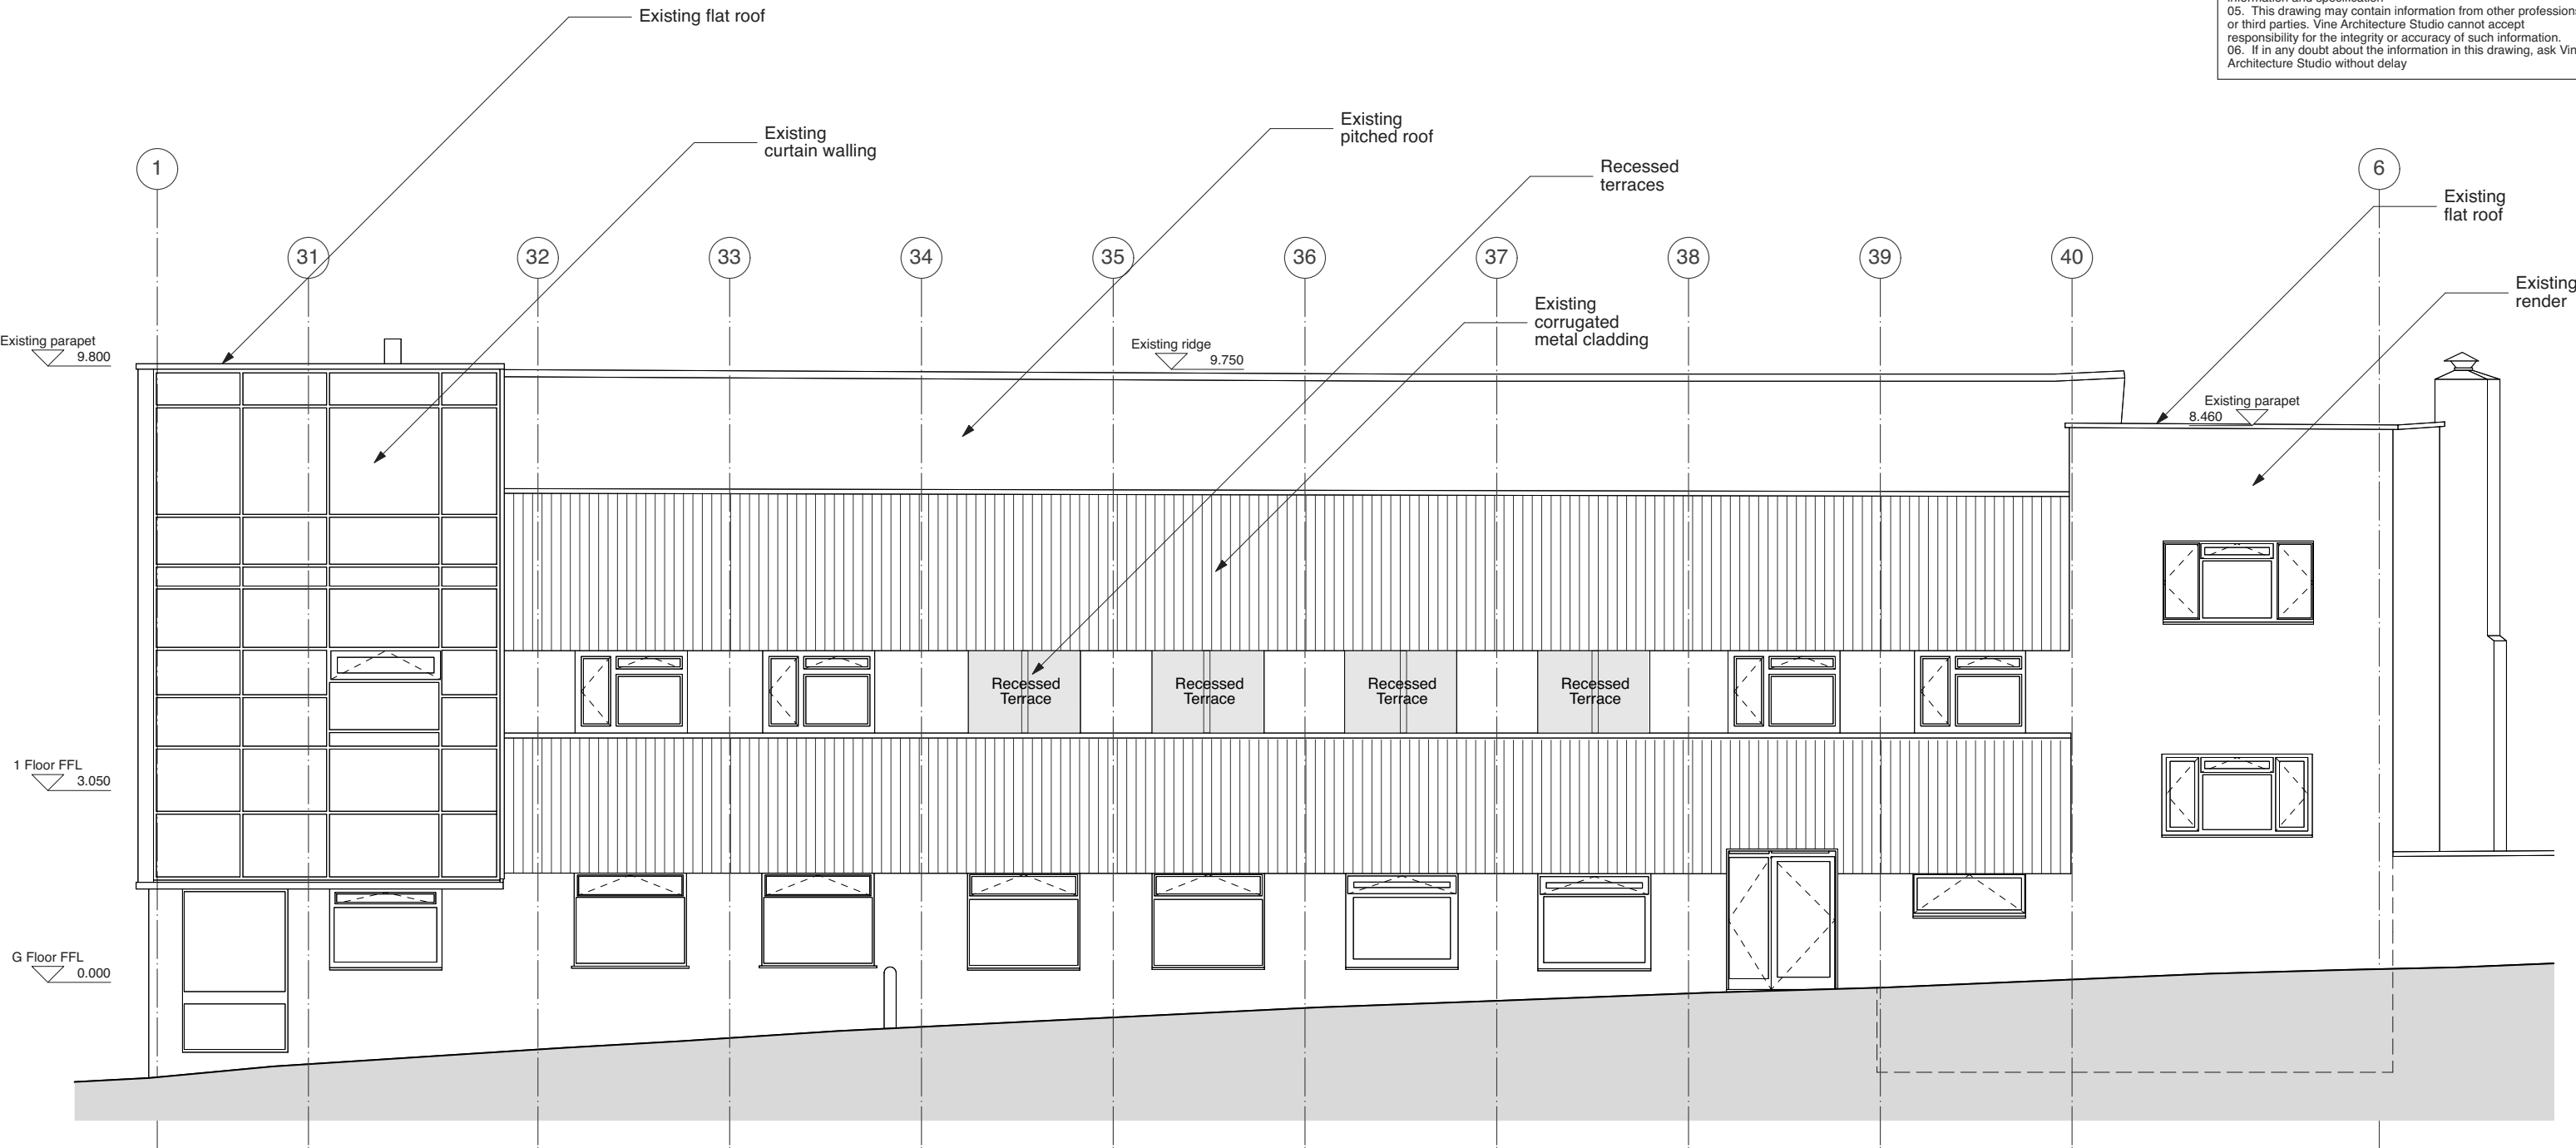 information and specification
05. This drawing may contain information from other professions
or third parties. Vine Architecture Studio cannot accept
responsibility for the integrity or accuracy of such information.
06. If in any doubt about the information in this drawing, ask Vin
Architecture Studio without delay
Existing flat roof
Existing
curtain walling
Existing
pitched roof
Recessed
terraces
Existing
flat roof
Existing
render
Existing
corrugated
metal cladding
1
6
31
32
33
34
35
36
37
38
39
40
Existing parapet
9.800
Existing ridge
9.750
Existing parapet
8.460
Recessed
Terrace
Recessed
Terrace
Recessed
Terrace
Recessed
Terrace
1 Floor FFL
3.050
G Floor FFL
0.000